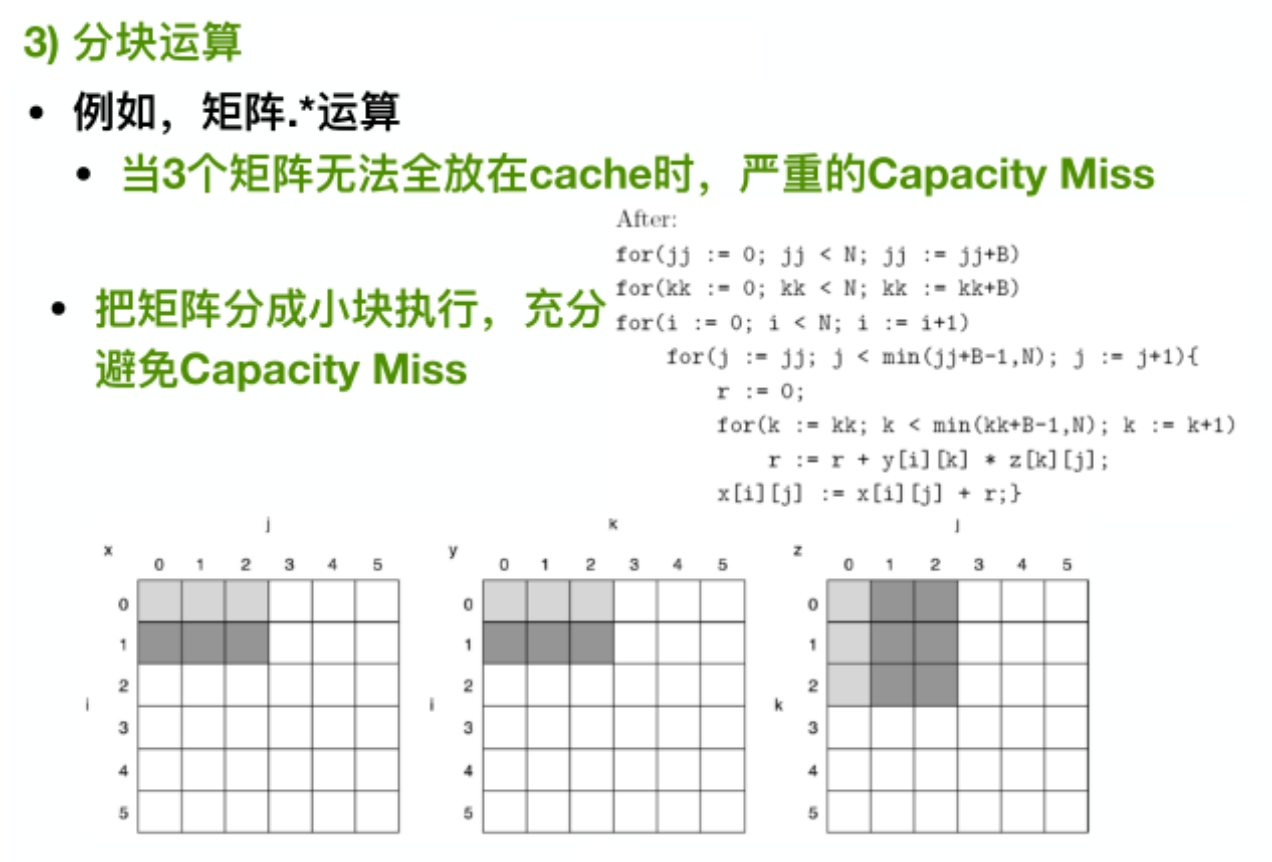 3) 分块运算
• 例如，矩阵.*运算
• 当3个矩阵无法全放在cache时，严重的Capacity Miss
• 把矩阵分成小块执行，充分
避免Capacity Miss
After:
for(jj := 0; jj < N; jj := jj+B)
for(kk := 0; kk < N; kk := kk+B)
for(i := 0; i < N; i := i+1)
for(j := jj; j < min(jj+B-1,N); j := j+1){
r := 0;
for(k := kk; k < min(kk+B-1,N); k := k+1)
r := r + y[i][k] * z[k][j];
x[i][j] := x[i][j] + r;}
j
x
0 1 2 3 4 5
0
1
2
i
3
4
5
k
y
0 1 2 3 4 5
0
1
2
i
3
4
5
j
z
0 1 2 3 4 5
0
1
2
k
3
4
5